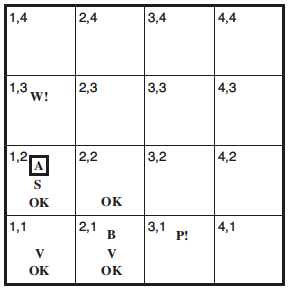 1,4 2,4 3,4 4,4
1,3 W! 2,3 3,3 4,3
1,2 A 2,2 3,2 4,2
S
OK OK
1,1 2,1 B 3,1 P! 4,1
V V
OK OK